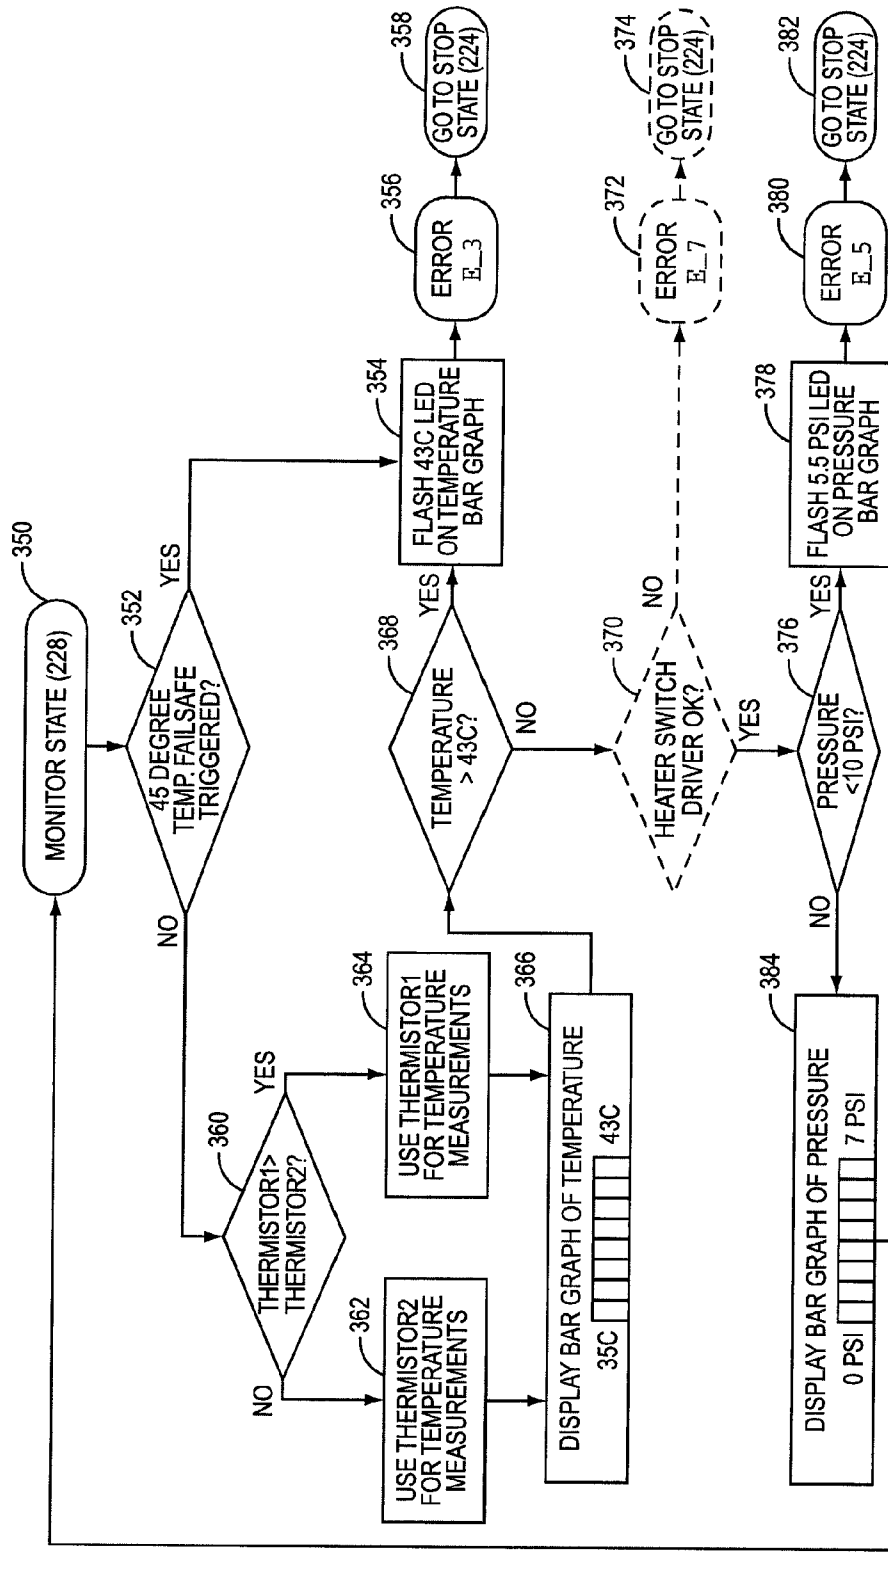 350
MONITOR STATE (228)
352
45 DEGREE
TEMP. FAILSAFE
TRIGGERED?
YES
NO
360
THERMISTOR1>
THERMISTOR2?
YES
NO
362
USE THERMISTOR2
FOR TEMPERATURE
MEASUREMENTS
364
USE THERMISTOR1
FOR TEMPERATURE
MEASUREMENTS
366
DISPLAY BAR GRAPH OF TEMPERATURE
35C
43C
368
TEMPERATURE
> 43C?
YES
NO
354
FLASH 43C LED
ON TEMPERATURE
BAR GRAPH
356
ERROR
E_3
358
GO TO STOP
STATE (224)
370
HEATER SWITCH
DRIVER OK?
NO
YES
372
ERROR
E_7
374
GO TO STOP
STATE (224)
376
PRESSURE
<10 PSI?
YES
NO
378
FLASH 5.5 PSI LED
ON PRESSURE
BAR GRAPH
380
ERROR
E_5
382
GO TO STOP
STATE (224)
384
DISPLAY BAR GRAPH OF PRESSURE
0 PSI
7 PSI